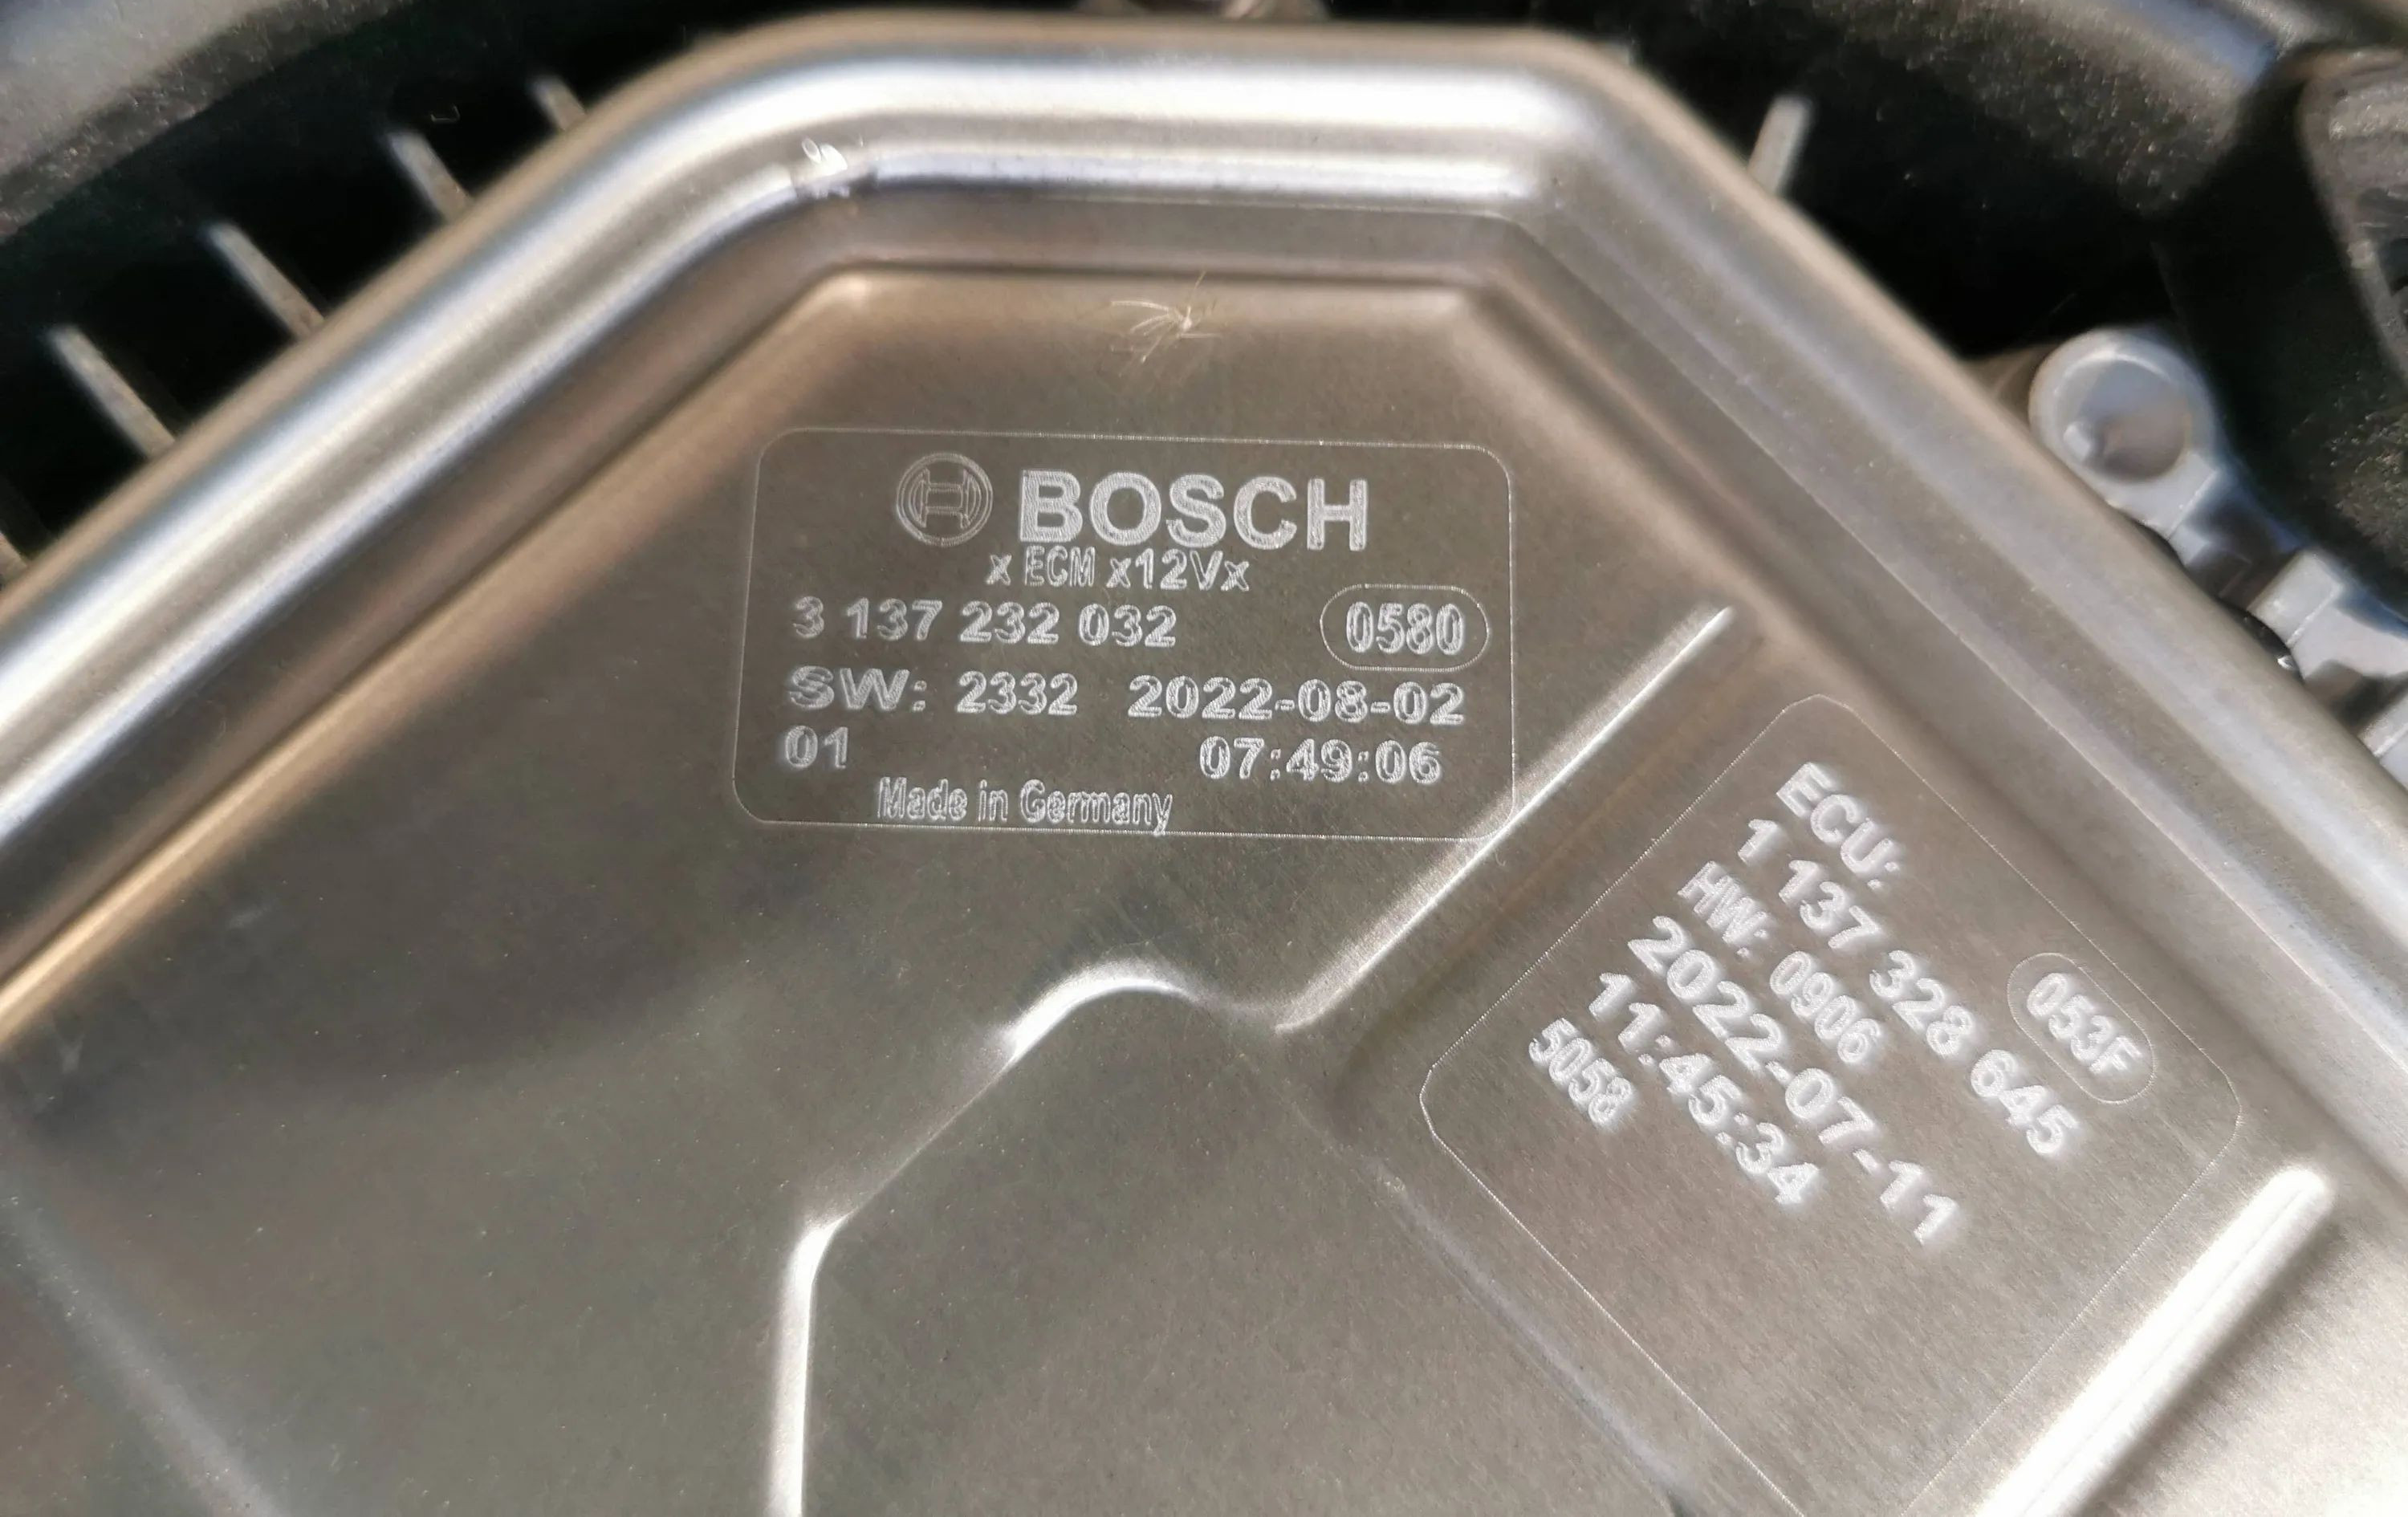 BOSCH
x ECM x12Vx
3 137 232 032 0580
SW: 2332 2022-08-02
01 07:49:06
Made in Germany
ECU: 053F
1 137 328 645
HW: 0906
2022-07-11
11:45:34
5058